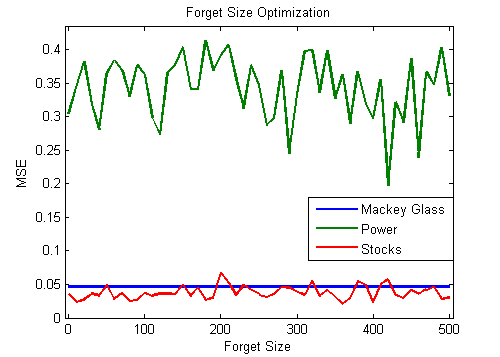 Forget Size Optimization
0.4
0.35
0.3
0.25
0.2
0.15
0.1
0.05
0
MSE
Mackey Glass
Power
Stocks
0 100 200 300 400 500
Forget Size